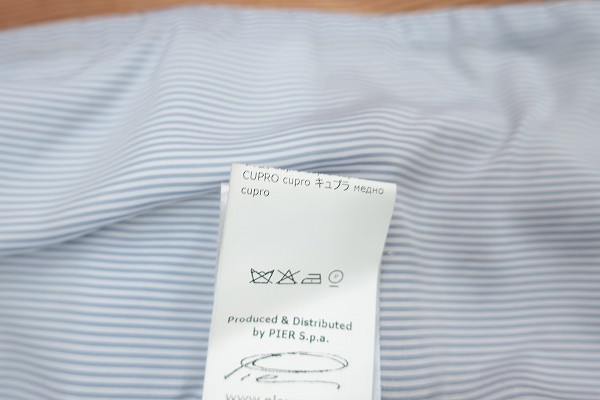 CUPRO cupro キュプラ медно
cupro
Produced & Distributed
by PIER S.p.a.